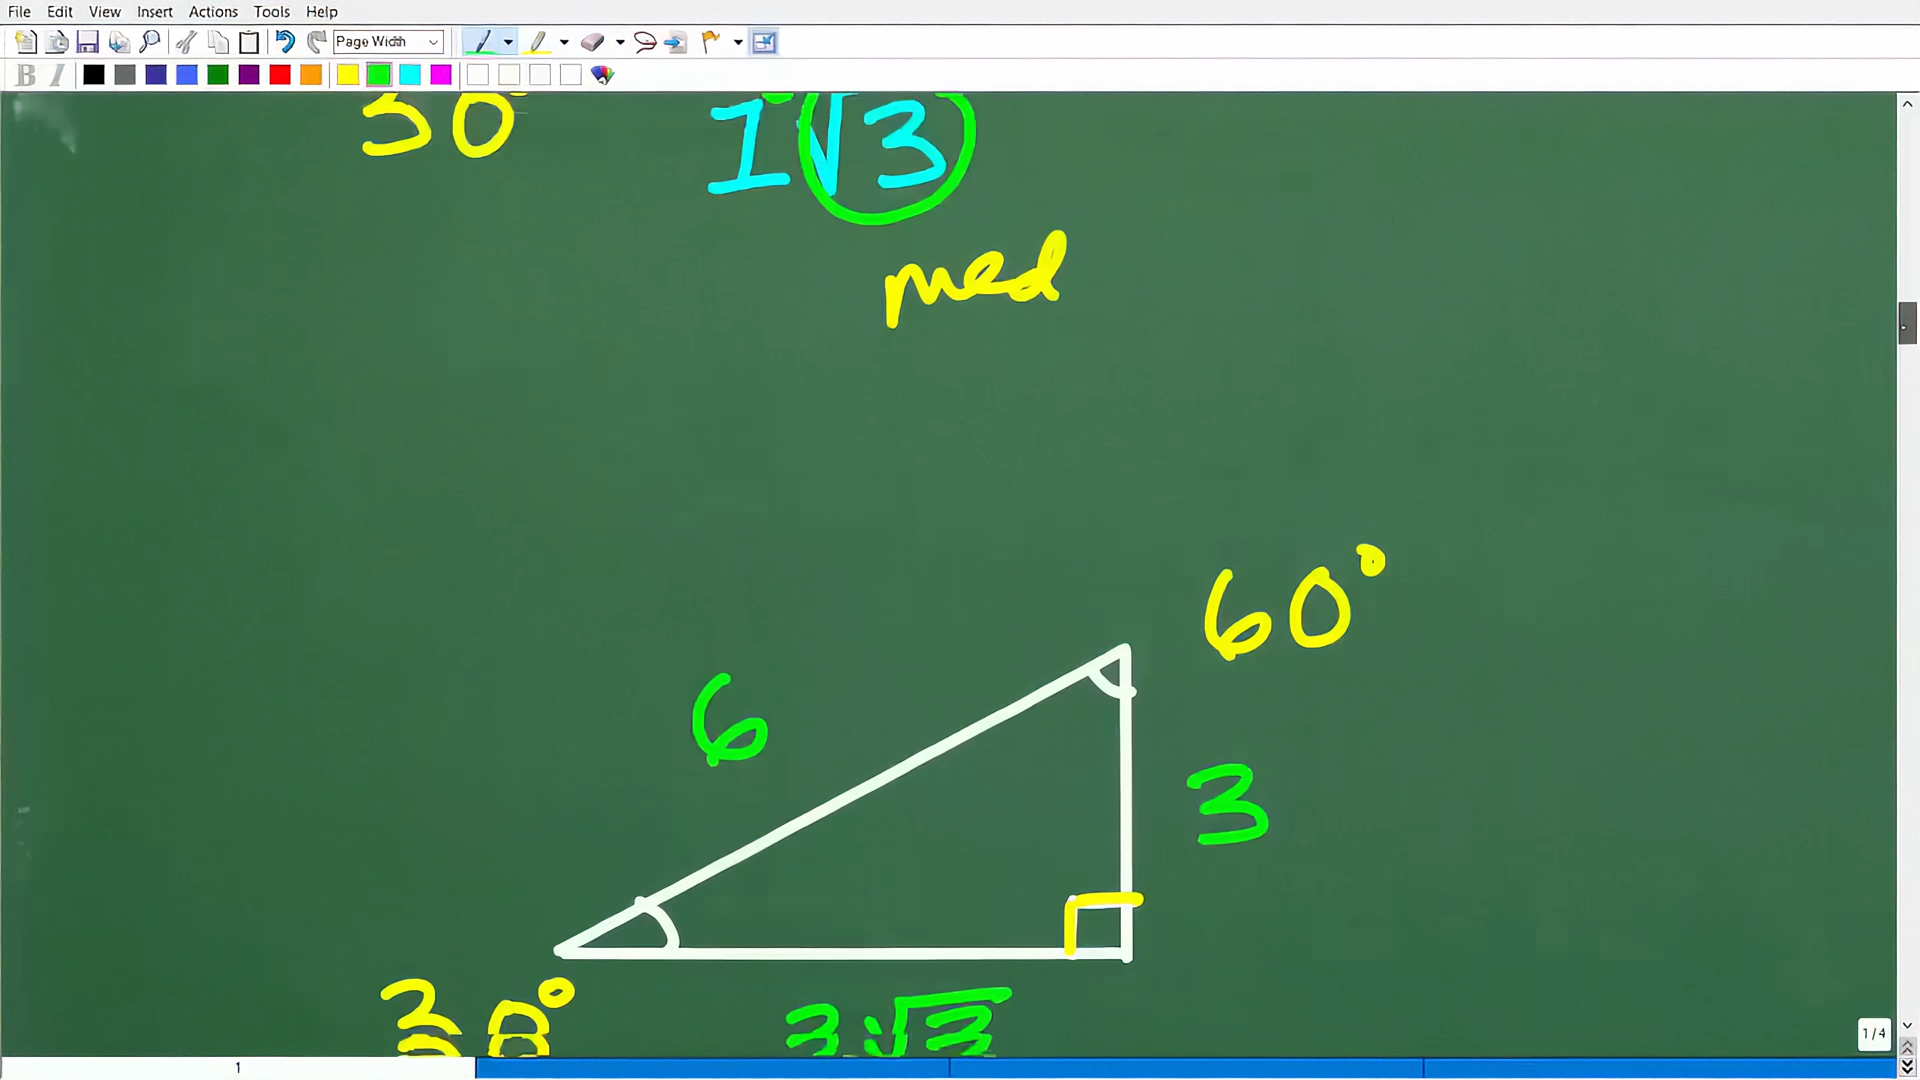 File Edit View Insert Actions Tools Help
Page Width
B I
30°
1√3
med
60°
6
3
30°
3√3
1/4
1